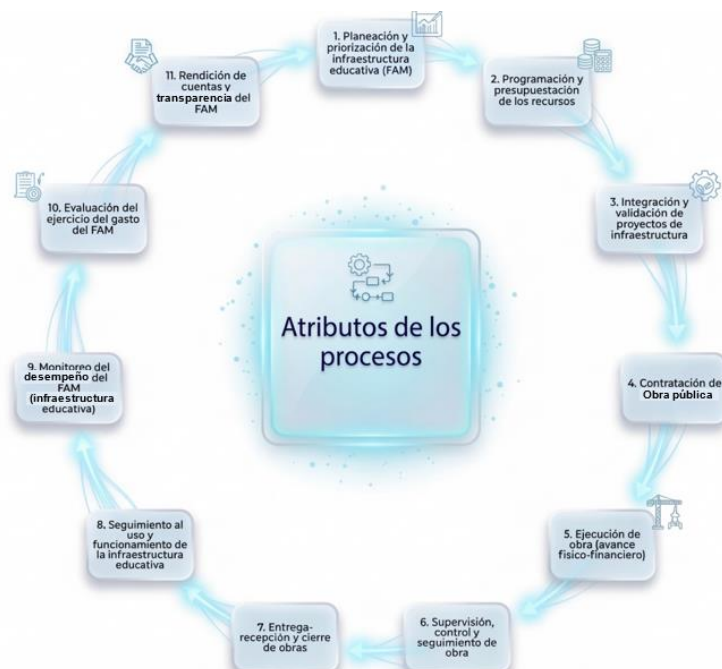 1. Planeación y
priorización de la
infraestructura
educativa (FAM)
2. Programación y
presupuestación
de los recursos
3. Integración y
validación de
proyectos de
infraestructura
4. Contratación de
Obra pública
5. Ejecución de
obra (avance
fisico-financiero)
6. Supervisión,
control y
seguimiento de
obra
7. Entrega-
recepción y cierre
de obras
8. Seguimiento al
uso y
funcionamiento de
la infraestructura
educativa
9. Monitoreo del
desempeño del
FAM
(infraestructura
educativa)
10. Evaluación del
ejercicio del gasto
del FAM
11. Rendición de
cuentas y
transparencia del
FAM
Atributos de los
procesos